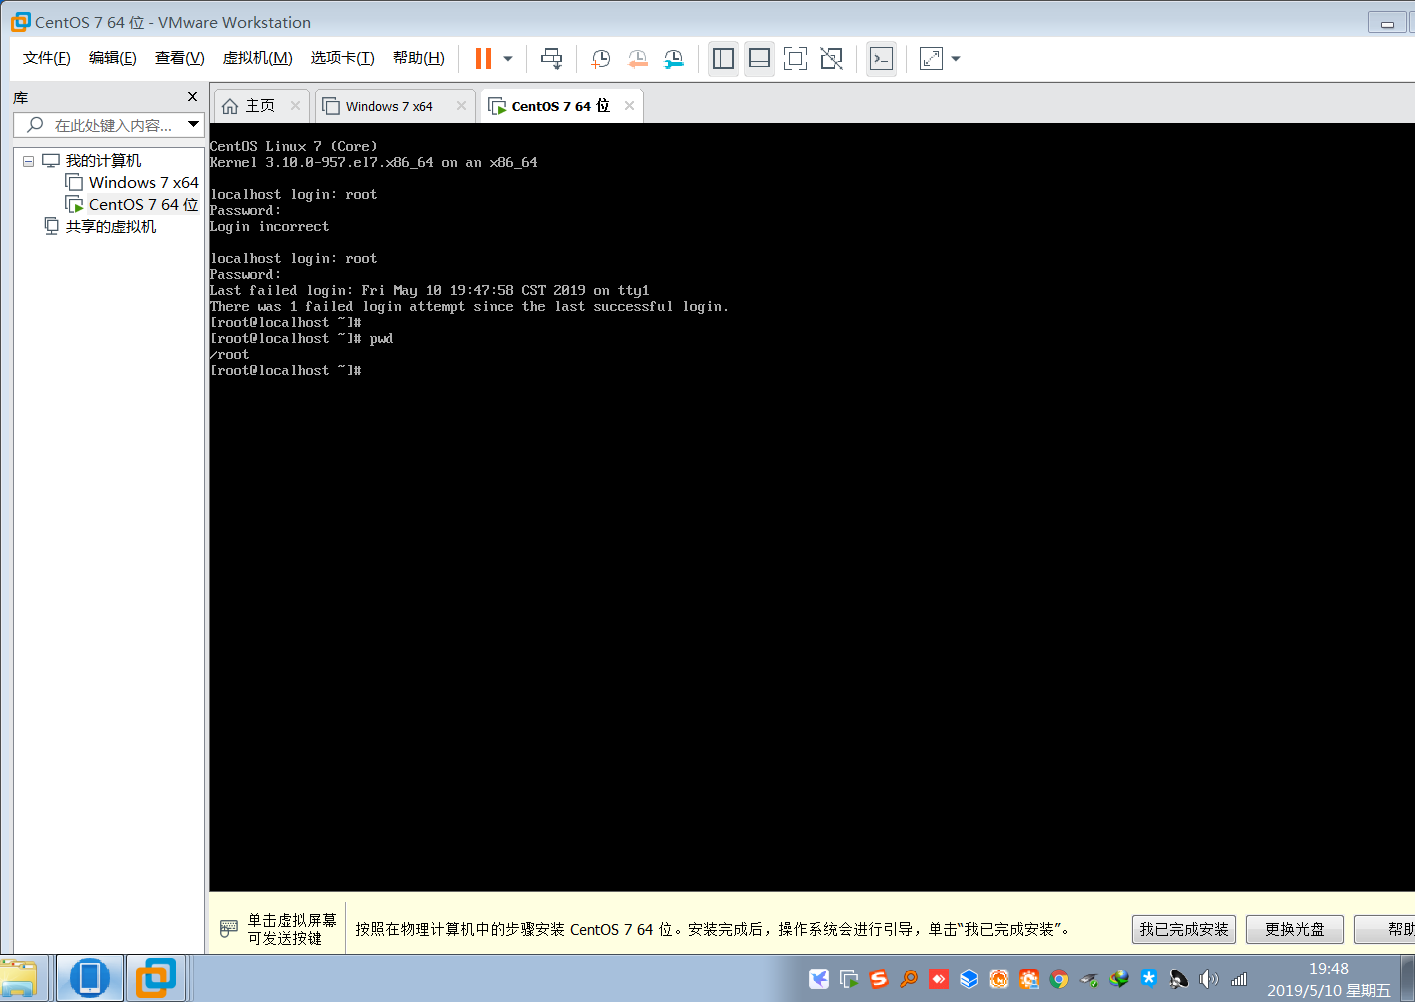 CentOS 7 64 位 - VMware Workstation
文件(F) 编辑(E) 查看(V) 虚拟机(M) 选项卡(T) 帮助(H)
库
在此处键入内容...
我的计算机
Windows 7 x64
CentOS 7 64 位
共享的虚拟机
主页 Windows 7 x64 CentOS 7 64 位
CentOS Linux 7 (Core)
Kernel 3.10.0-957.el7.x86_64 on an x86_64
localhost login: root
Password:
Login incorrect
localhost login: root
Password:
Last failed login: Fri May 10 19:47:58 CST 2019 on tty1
There was 1 failed login attempt since the last successful login.
[root@localhost ~]#
[root@localhost ~]# pwd
/root
[root@localhost ~]#
单击虚拟屏幕
可发送按键
按照在物理计算机中的步骤安装 CentOS 7 64 位。安装完成后，操作系统会进行引导，单击“我已完成安装”。
我已完成安装 更换光盘 帮助
19:48
2019/5/10 星期五